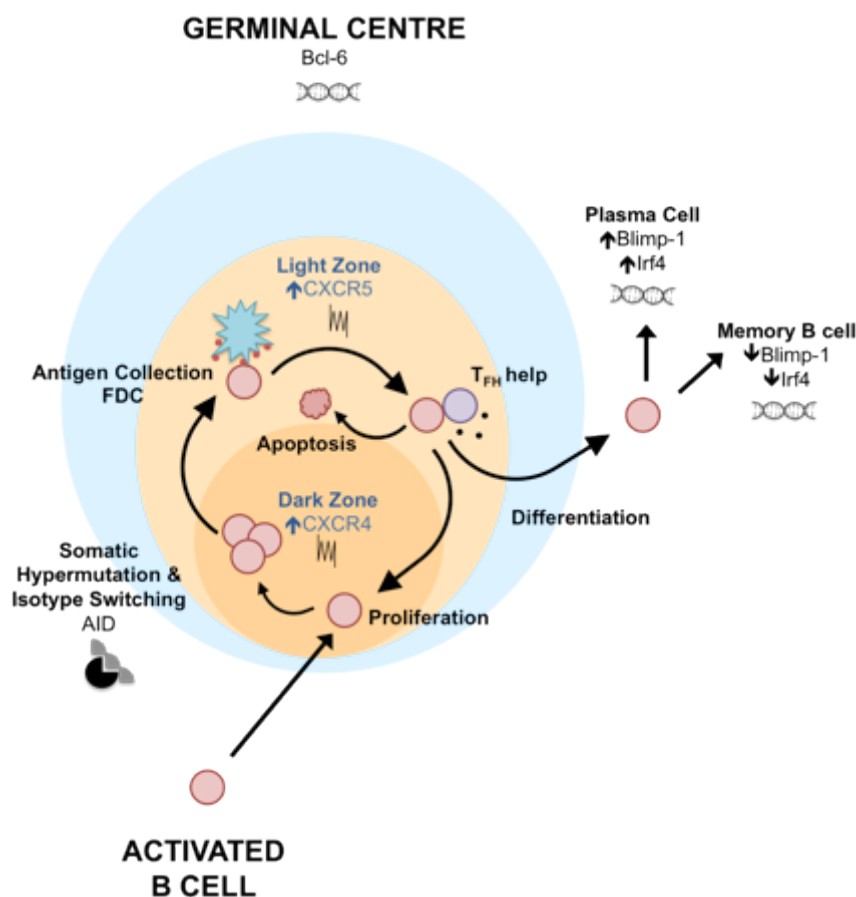 GERMINAL CENTRE
Bcl-6
Plasma Cell
↑Blimp-1
↑Irf4
Light Zone
↑CXCR5
Memory B cell
↓Blimp-1
↓Irf4
Antigen Collection
FDC
TFH help
Apoptosis
Dark Zone
↑CXCR4
Differentiation
Somatic
Hypermutation &
Isotype Switching
AID
Proliferation
ACTIVATED
B CELL